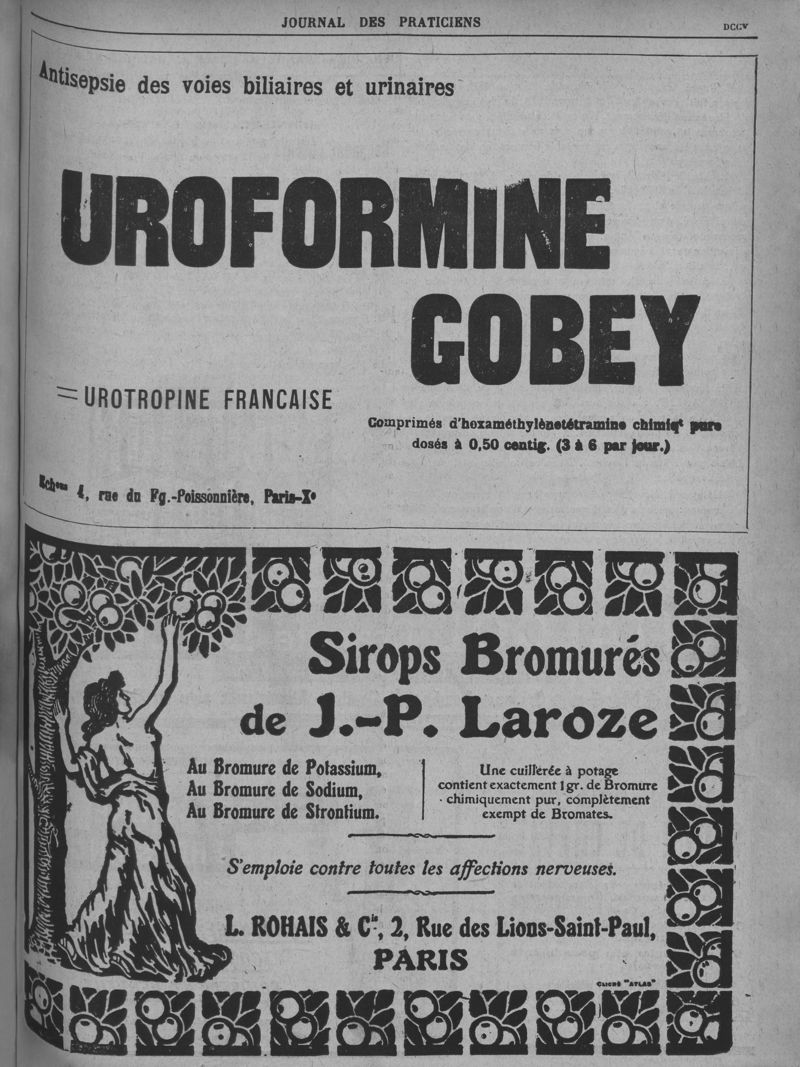 JOURNAL DES PRATICIENS
DCCV
Antisepsie des voies biliaires et urinaires
UROFORMINE
GOBEY
= UROTROPINE FRANCAISE
Comprimés d'hexaméthylènetétramine chimiqt pure
dosés à 0,50 centig. (3 à 6 par jour.)
Echons 4, rue du Fg.-Poissonnière, Paris-Xe
Sirops Bromurés
de J.-P. Laroze
Au Bromure de Potassium,
Au Bromure de Sodium,
Au Bromure de Strontium.
Une cuillerée à potage
contient exactement 1 gr. de Bromure
chimiquement pur, complètement
exempt de Bromates.
S'emploie contre toutes les affections nerveuses.
L. ROHAIS & Cie, 2, Rue des Lions-Saint-Paul,
PARIS
CLICHÉ "ATLAS"